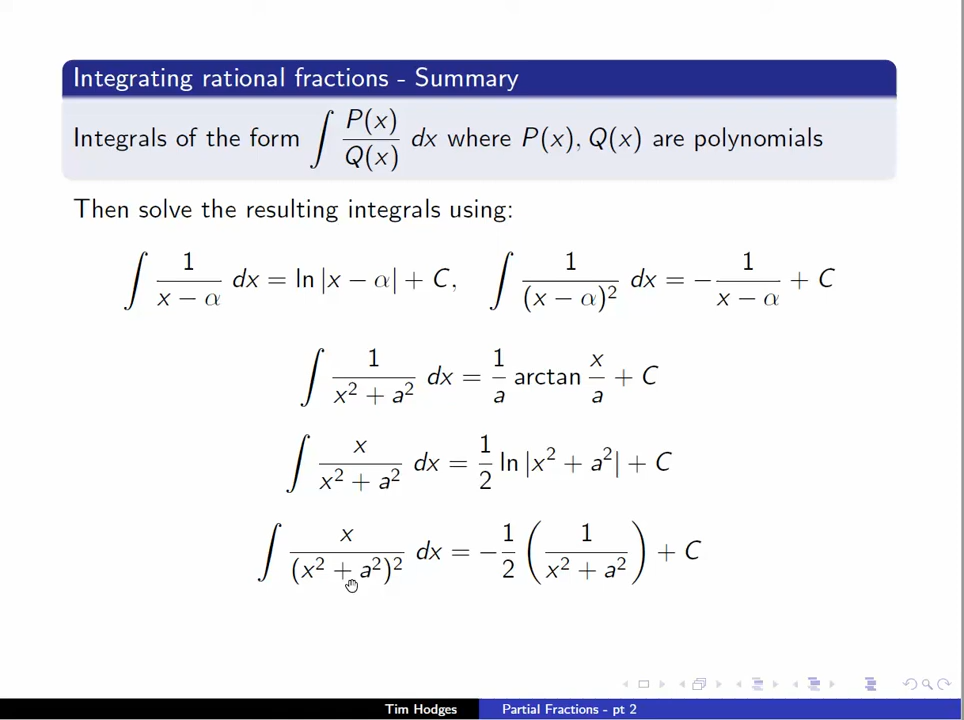 Integrating rational fractions - Summary
Integrals of the form ∫ P(x)/Q(x) dx where P(x), Q(x) are polynomials
Then solve the resulting integrals using:
∫ 1/(x − α) dx = ln |x − α| + C, ∫ 1/(x − α)² dx = − 1/(x − α) + C
∫ 1/(x² + a²) dx = 1/a arctan x/a + C
∫ x/(x² + a²) dx = 1/2 ln |x² + a²| + C
∫ x/(x² + a²)² dx = − 1/2 (1/(x² + a²)) + C
Tim Hodges Partial Fractions - pt 2